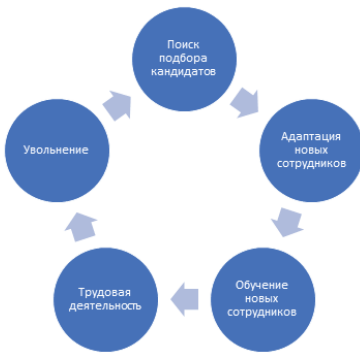 Поиск
подбора
кандидатов
Адаптация
новых
сотрудников
Обучение
новых
сотрудников
Трудовая
деятельность
Увольнение